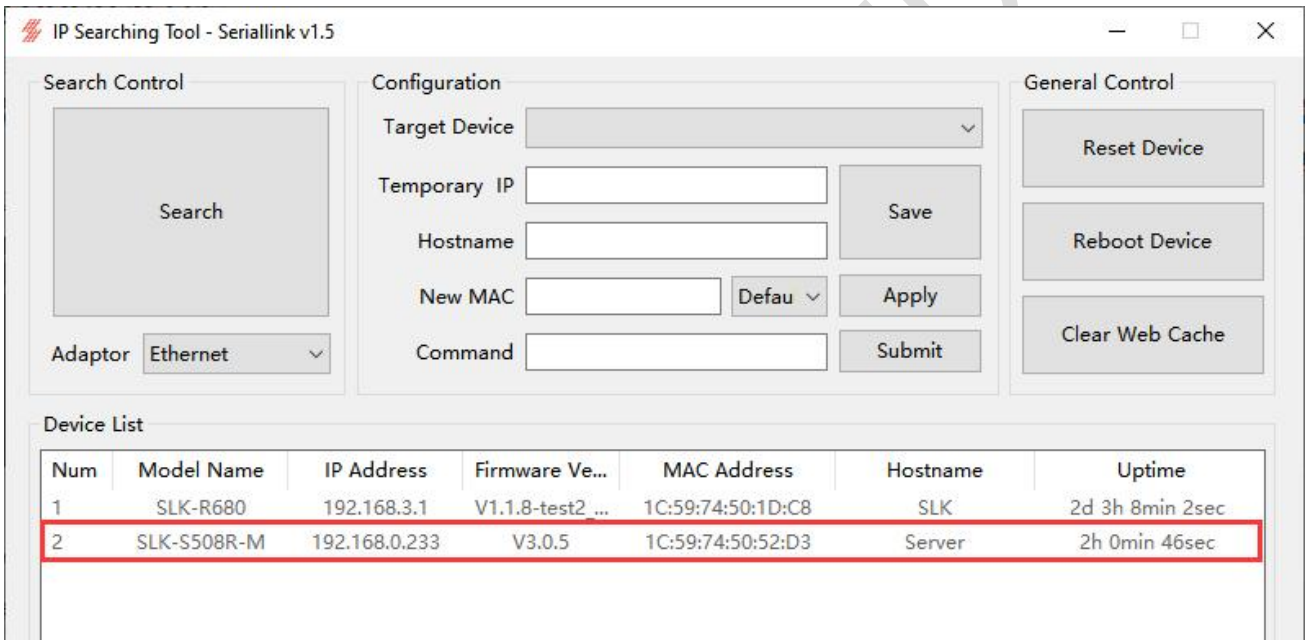 IP Searching Tool - Seriallink v1.5
Search Control
Search
Adaptor Ethernet
Configuration
Target Device
Temporary IP
Hostname
Save
New MAC Defau Apply
Command Submit
General Control
Reset Device
Reboot Device
Clear Web Cache
Device List
Num Model Name IP Address Firmware Ve... MAC Address Hostname Uptime
1 SLK-R680 192.168.3.1 V1.1.8-test2_... 1C:59:74:50:1D:C8 SLK 2d 3h 8min 2sec
2 SLK-S508R-M 192.168.0.233 V3.0.5 1C:59:74:50:52:D3 Server 2h 0min 46sec